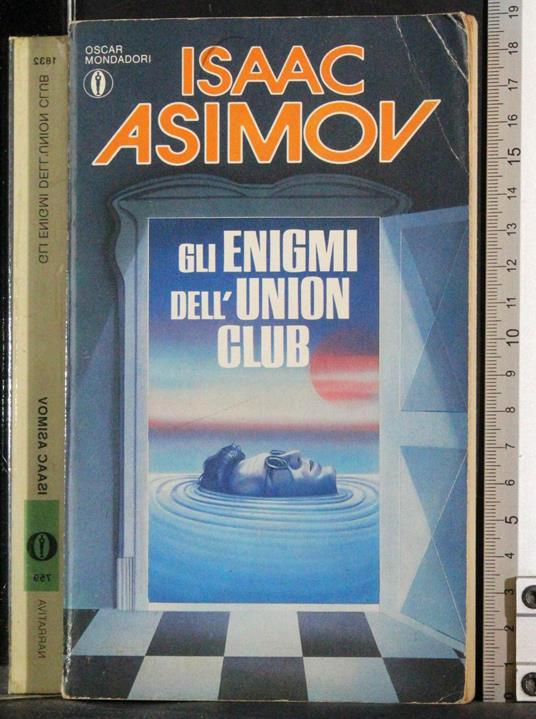 OSCAR
MONDADORI
ISAAC
ASIMOV
GLI ENIGMI
DELL'UNION
CLUB
1832
GLI ENIGMI DELL'UNION CLUB
ISAAC ASIMOV
759
NARRATIVA
19
18
17
16
15
14
13
12
11
10
9
8
7
6
5
4
3
2
1
0